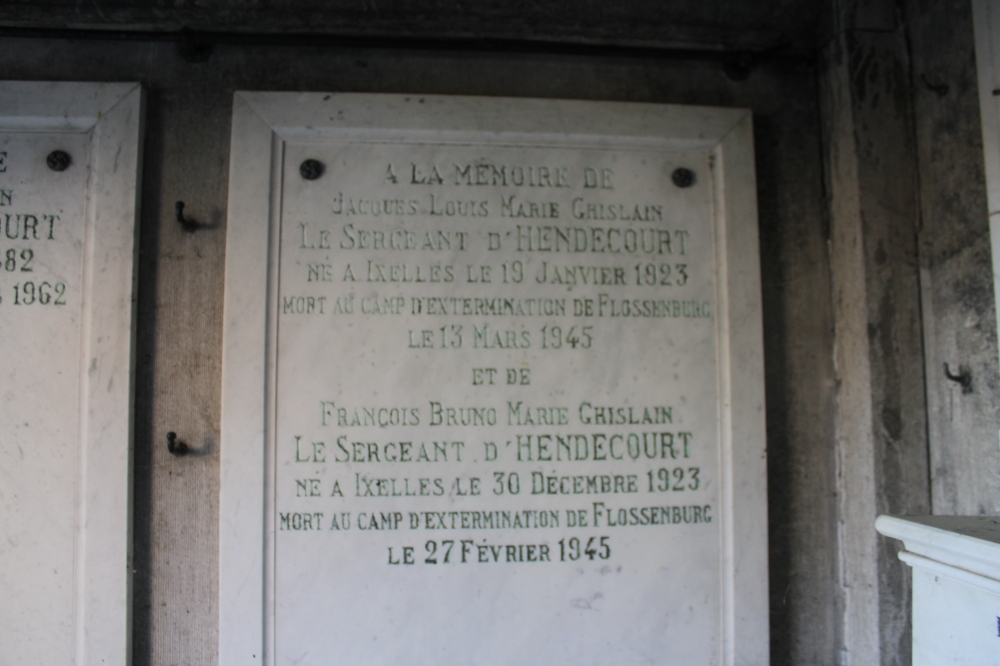 OURT
1962
A LA MÉMOIRE DE
JACQUES LOUIS MARIE GHISLAIN
LE SERGEANT D'HENDECOURT
NÉ A IXELLES LE 19 JANVIER 1923
MORT AU CAMP D'EXTERMINATION DE FLOSSENBURG
LE 13 MARS 1945
ET DE
FRANÇOIS BRUNO MARIE GHISLAIN
LE SERGEANT D'HENDECOURT
NÉ A IXELLES LE 30 DÉCEMBRE 1923
MORT AU CAMP D'EXTERMINATION DE FLOSSENBURG
LE 27 FÉVRIER 1945